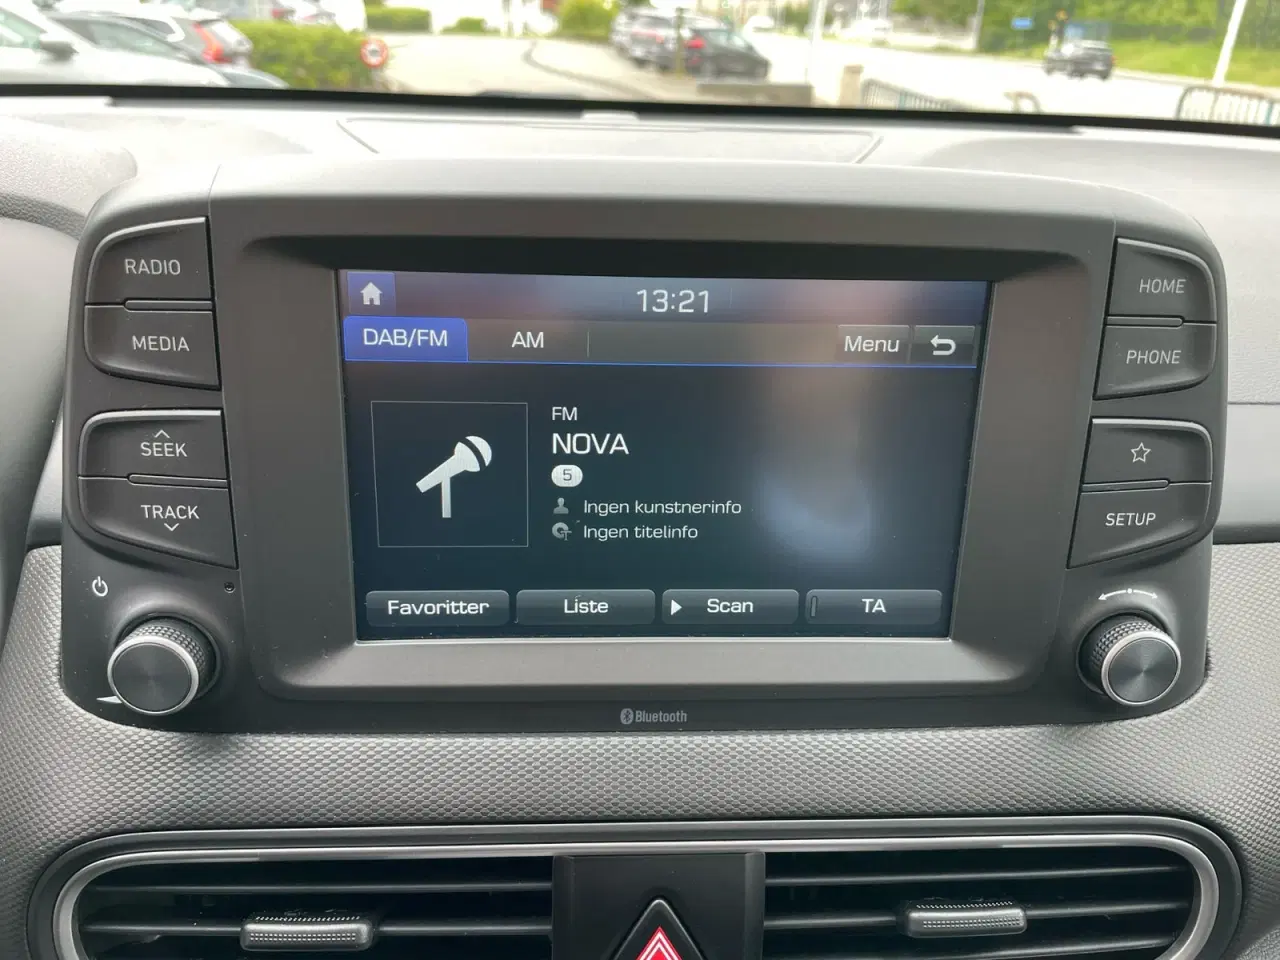 RADIO
MEDIA
SEEK
TRACK
13:21
DAB/FM
AM
Menu
FM
NOVA
5
Ingen kunstnerinfo
Ingen titelinfo
Favoritter
Liste
Scan
TA
HOME
PHONE
SETUP
Bluetooth